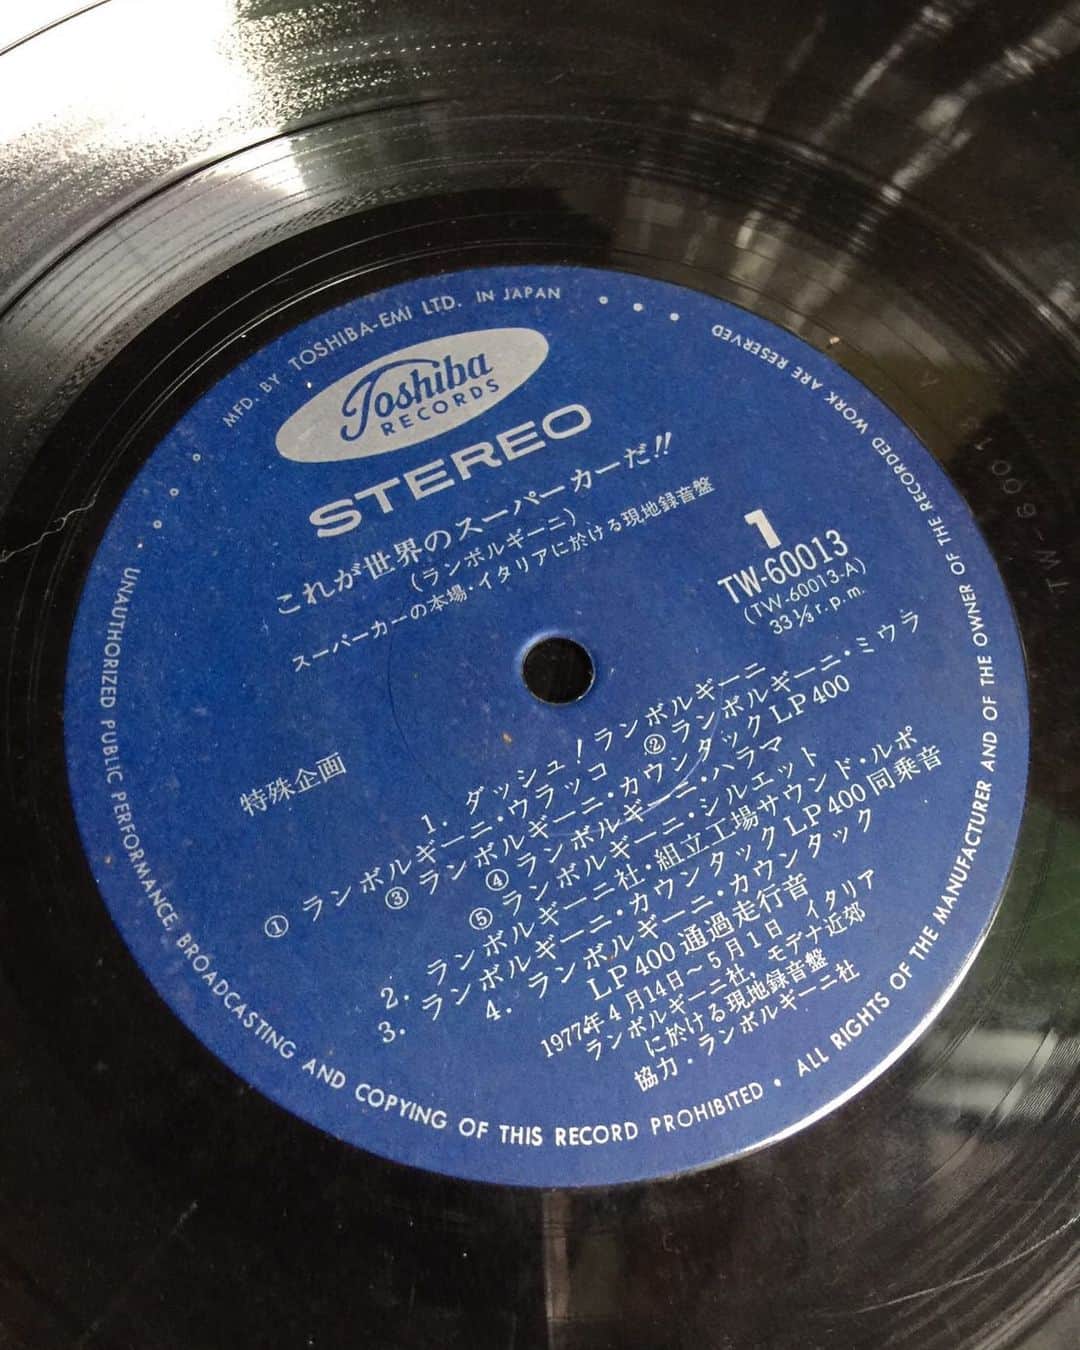 MFD. BY TOSHIBA-EMI LTD. IN JAPAN
Toshiba
RECORDS
STEREO
これが世界のスーパーカーだ!!
(ランボルギーニ)
スーパーカーの本場・イタリアに於ける現地録音盤
1
TW-60013
(TW-60013-A)
33 1/3 r.p.m.
特殊企画
1. ダッシュ!ランボルギーニ
① ランボルギーニ・ウラッコ ②ランボルギーニ・ミウラ
③ランボルギーニ・カウンタックLP400
④ランボルギーニ・ハラマ
⑤ランボルギーニ・シルエット
2. ランボルギーニ社・組立工場サウンド・ルポ
3. ランボルギーニ・カウンタックLP400同乗音
4. ランボルギーニ・カウンタック
LP400通過走行音
1977年4月14日〜5月1日 イタリア
ランボルギーニ社,モデナ近郊
に於ける現地録音盤
協力・ランボルギーニ社
UNAUTHORIZED PUBLIC PERFORMANCE, BROADCASTING AND COPYING OF THIS RECORD PROHIBITED • ALL RIGHTS OF THE MANUFACTURER AND OF THE OWNER OF THE RECORDED WORK ARE RESERVED